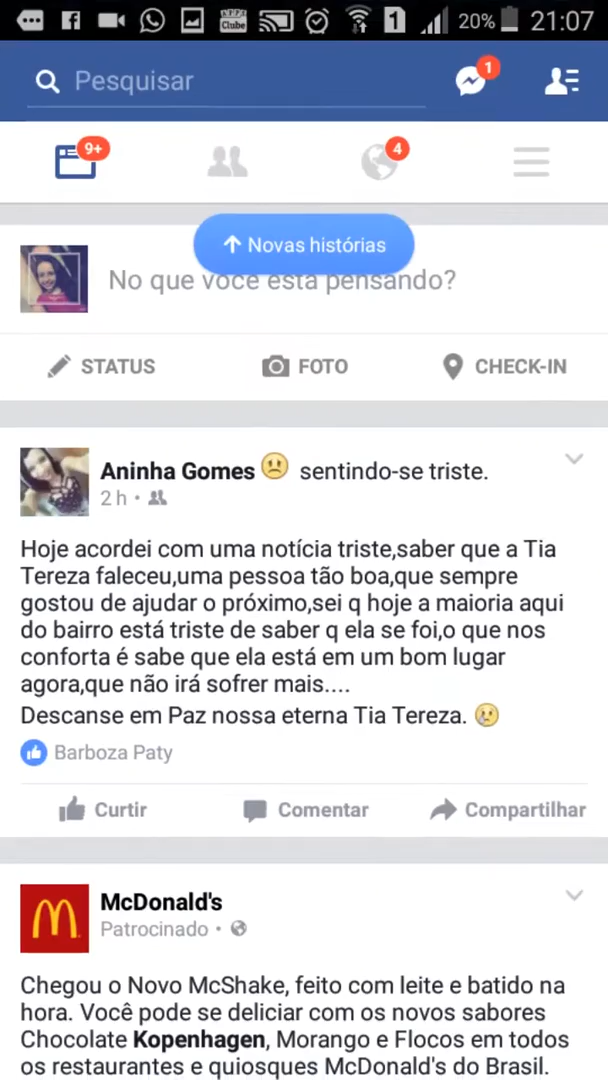 1 20% 21:07
Pesquisar 1
9+ 4
Novas histórias
No que você está pensando?
STATUS FOTO CHECK-IN
Aninha Gomes sentindo-se triste.
2 h
Hoje acordei com uma notícia triste,saber que a Tia
Tereza faleceu,uma pessoa tão boa,que sempre
gostou de ajudar o próximo,sei q hoje a maioria aqui
do bairro está triste de saber q ela se foi,o que nos
conforta é sabe que ela está em um bom lugar
agora,que não irá sofrer mais....
Descanse em Paz nossa eterna Tia Tereza.
Barboza Paty
Curtir Comentar Compartilhar
McDonald's
Patrocinado
Chegou o Novo McShake, feito com leite e batido na
hora. Você pode se deliciar com os novos sabores
Chocolate Kopenhagen, Morango e Flocos em todos
os restaurantes e quiosques McDonald's do Brasil.